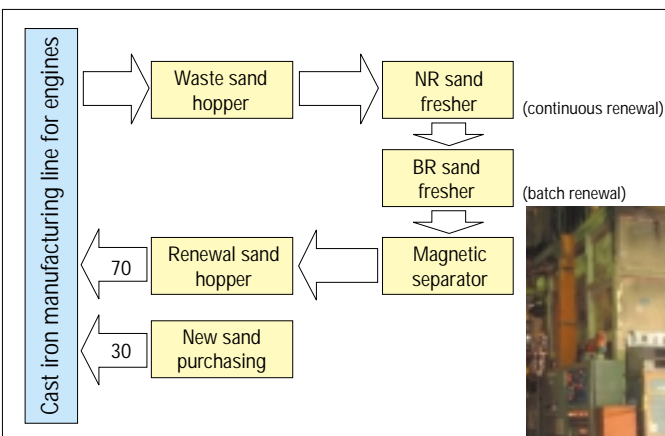 Cast iron manufacturing line for engines
Waste sand
hopper
NR sand
fresher
(continuous renewal)
BR sand
fresher
(batch renewal)
Magnetic
separator
Renewal sand
hopper
70
New sand
purchasing
30